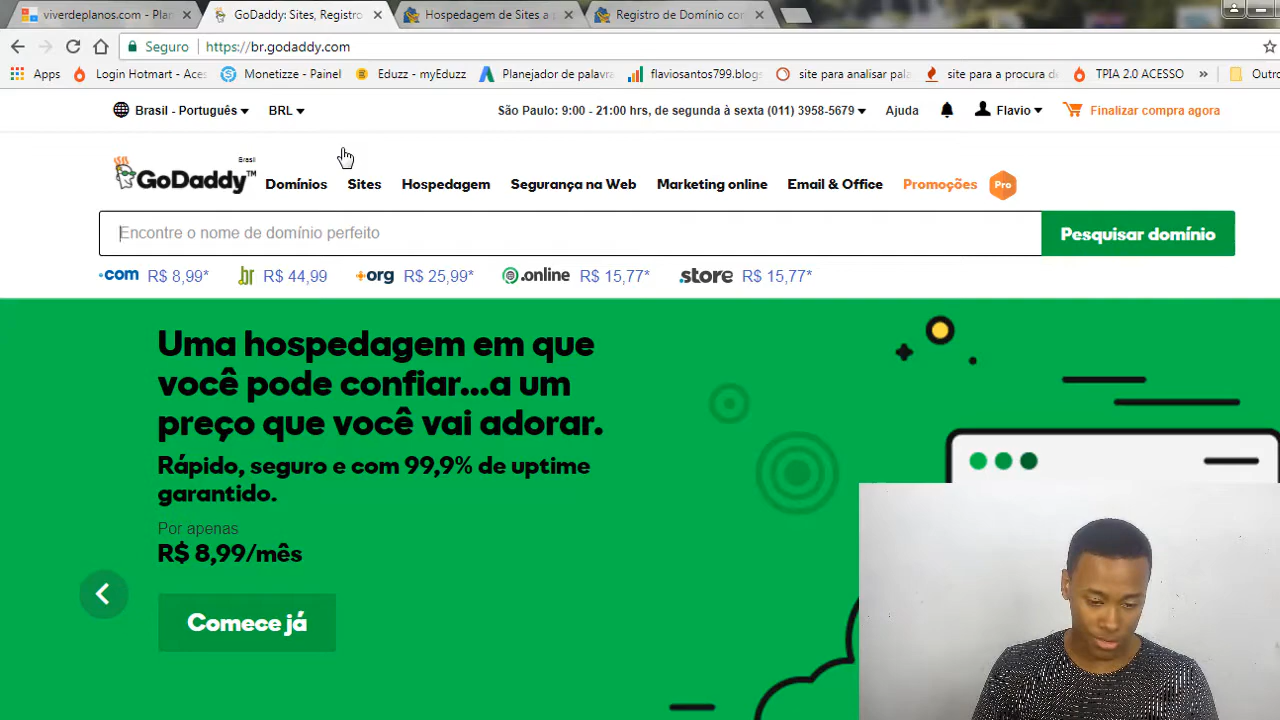 viverdeplanos.com - Plan
GoDaddy: Sites, Registro
Hospedagem de Sites a
Registro de Domínio con
Seguro
https://br.godaddy.com
Apps
Login Hotmart - Aces
Monetizze - Painel
Eduzz - myEduzz
Planejador de palavra
flaviosantos799.blogs
site para analisar pala
site para a procura d
TPIA 2.0 ACESSO
»
Outro
Brasil - Português
BRL
São Paulo: 9:00 - 21:00 hrs, de segunda à sexta (011) 3958-5679
Ajuda
Flavio
Finalizar compra agora
Brasil
GoDaddy™
Domínios
Sites
Hospedagem
Segurança na Web
Marketing online
Email & Office
Promoções
Pro
Encontre o nome de domínio perfeito
Pesquisar domínio
.com R$ 8,99*
.br R$ 44,99
.org R$ 25,99*
.online R$ 15,77*
.store R$ 15,77*
Uma hospedagem em que
você pode confiar...a um
preço que você vai adorar.
Rápido, seguro e com 99,9% de uptime
garantido.
Por apenas
R$ 8,99/mês
Comece já